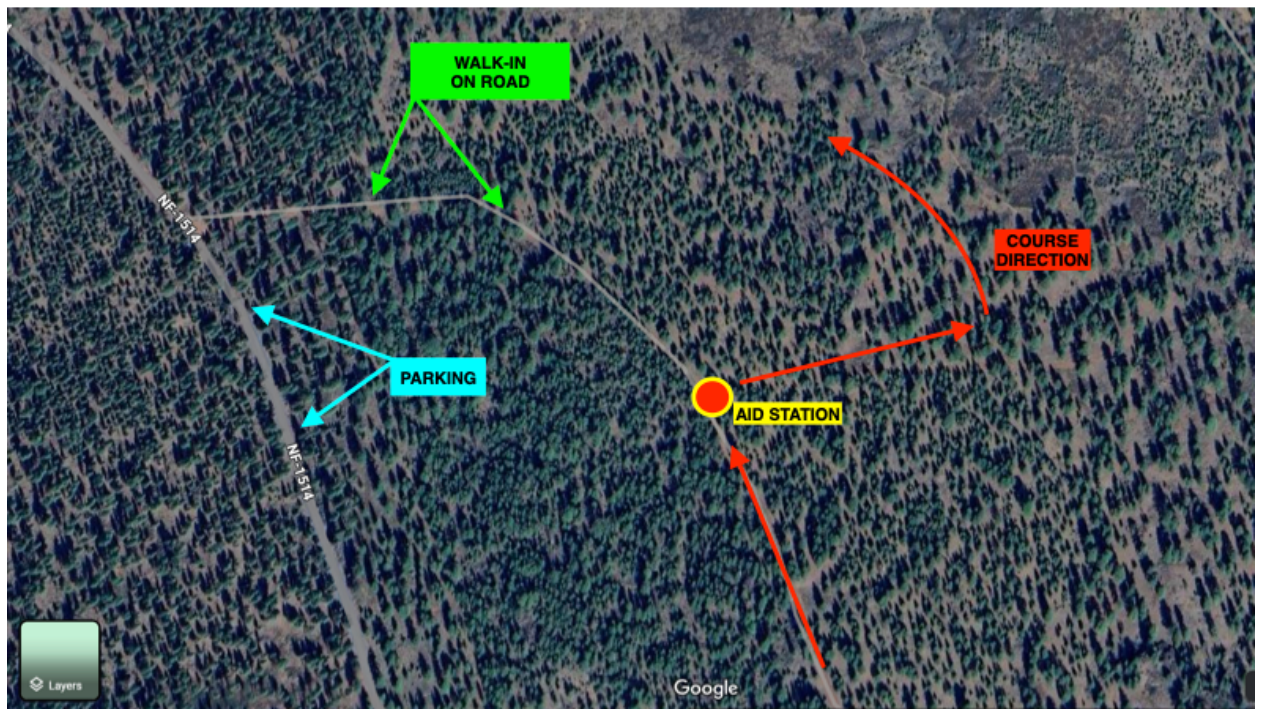 WALK-IN
ON ROAD
NF-1514
COURSE
DIRECTION
PARKING
AID STATION
NF-1514
Layers
Google